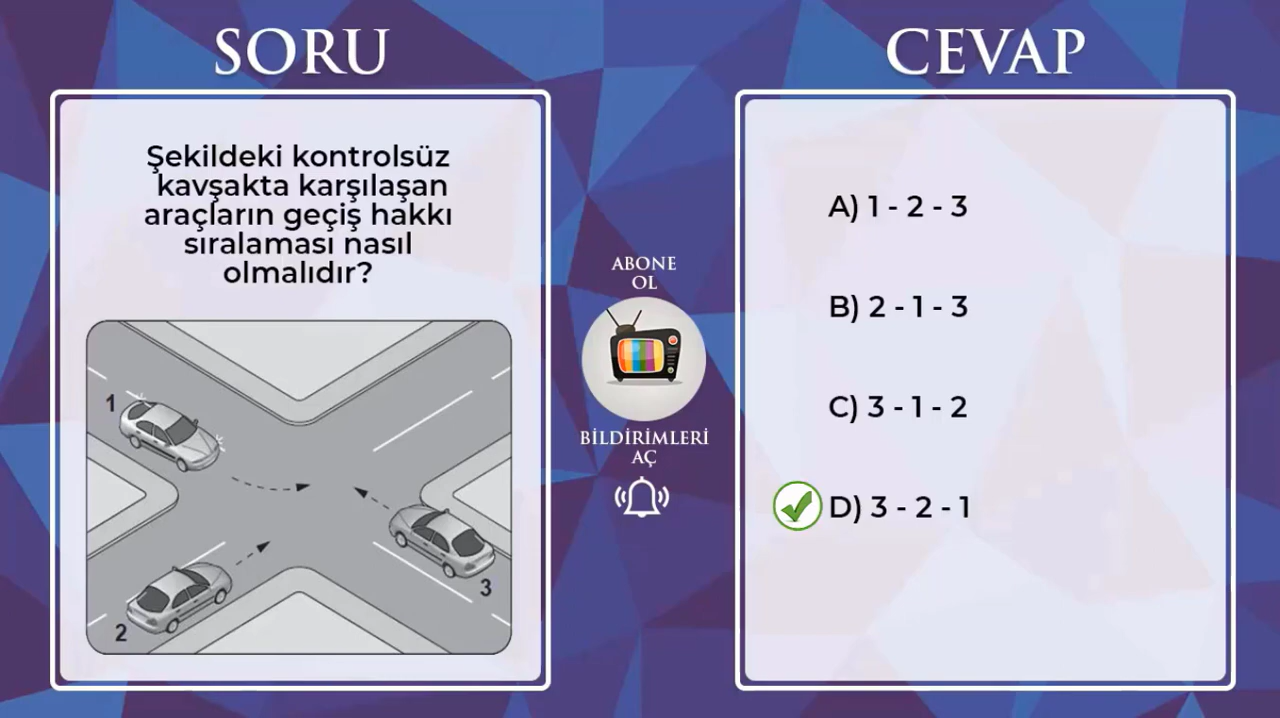 SORU
Şekildeki kontrolsüz
kavşakta karşılaşan
araçların geçiş hakkı
sıralaması nasıl
olmalıdır?
1
2
3
ABONE
OL
BİLDİRİMLERİ
AÇ
CEVAP
A) 1 - 2 - 3
B) 2 - 1 - 3
C) 3 - 1 - 2
D) 3 - 2 - 1